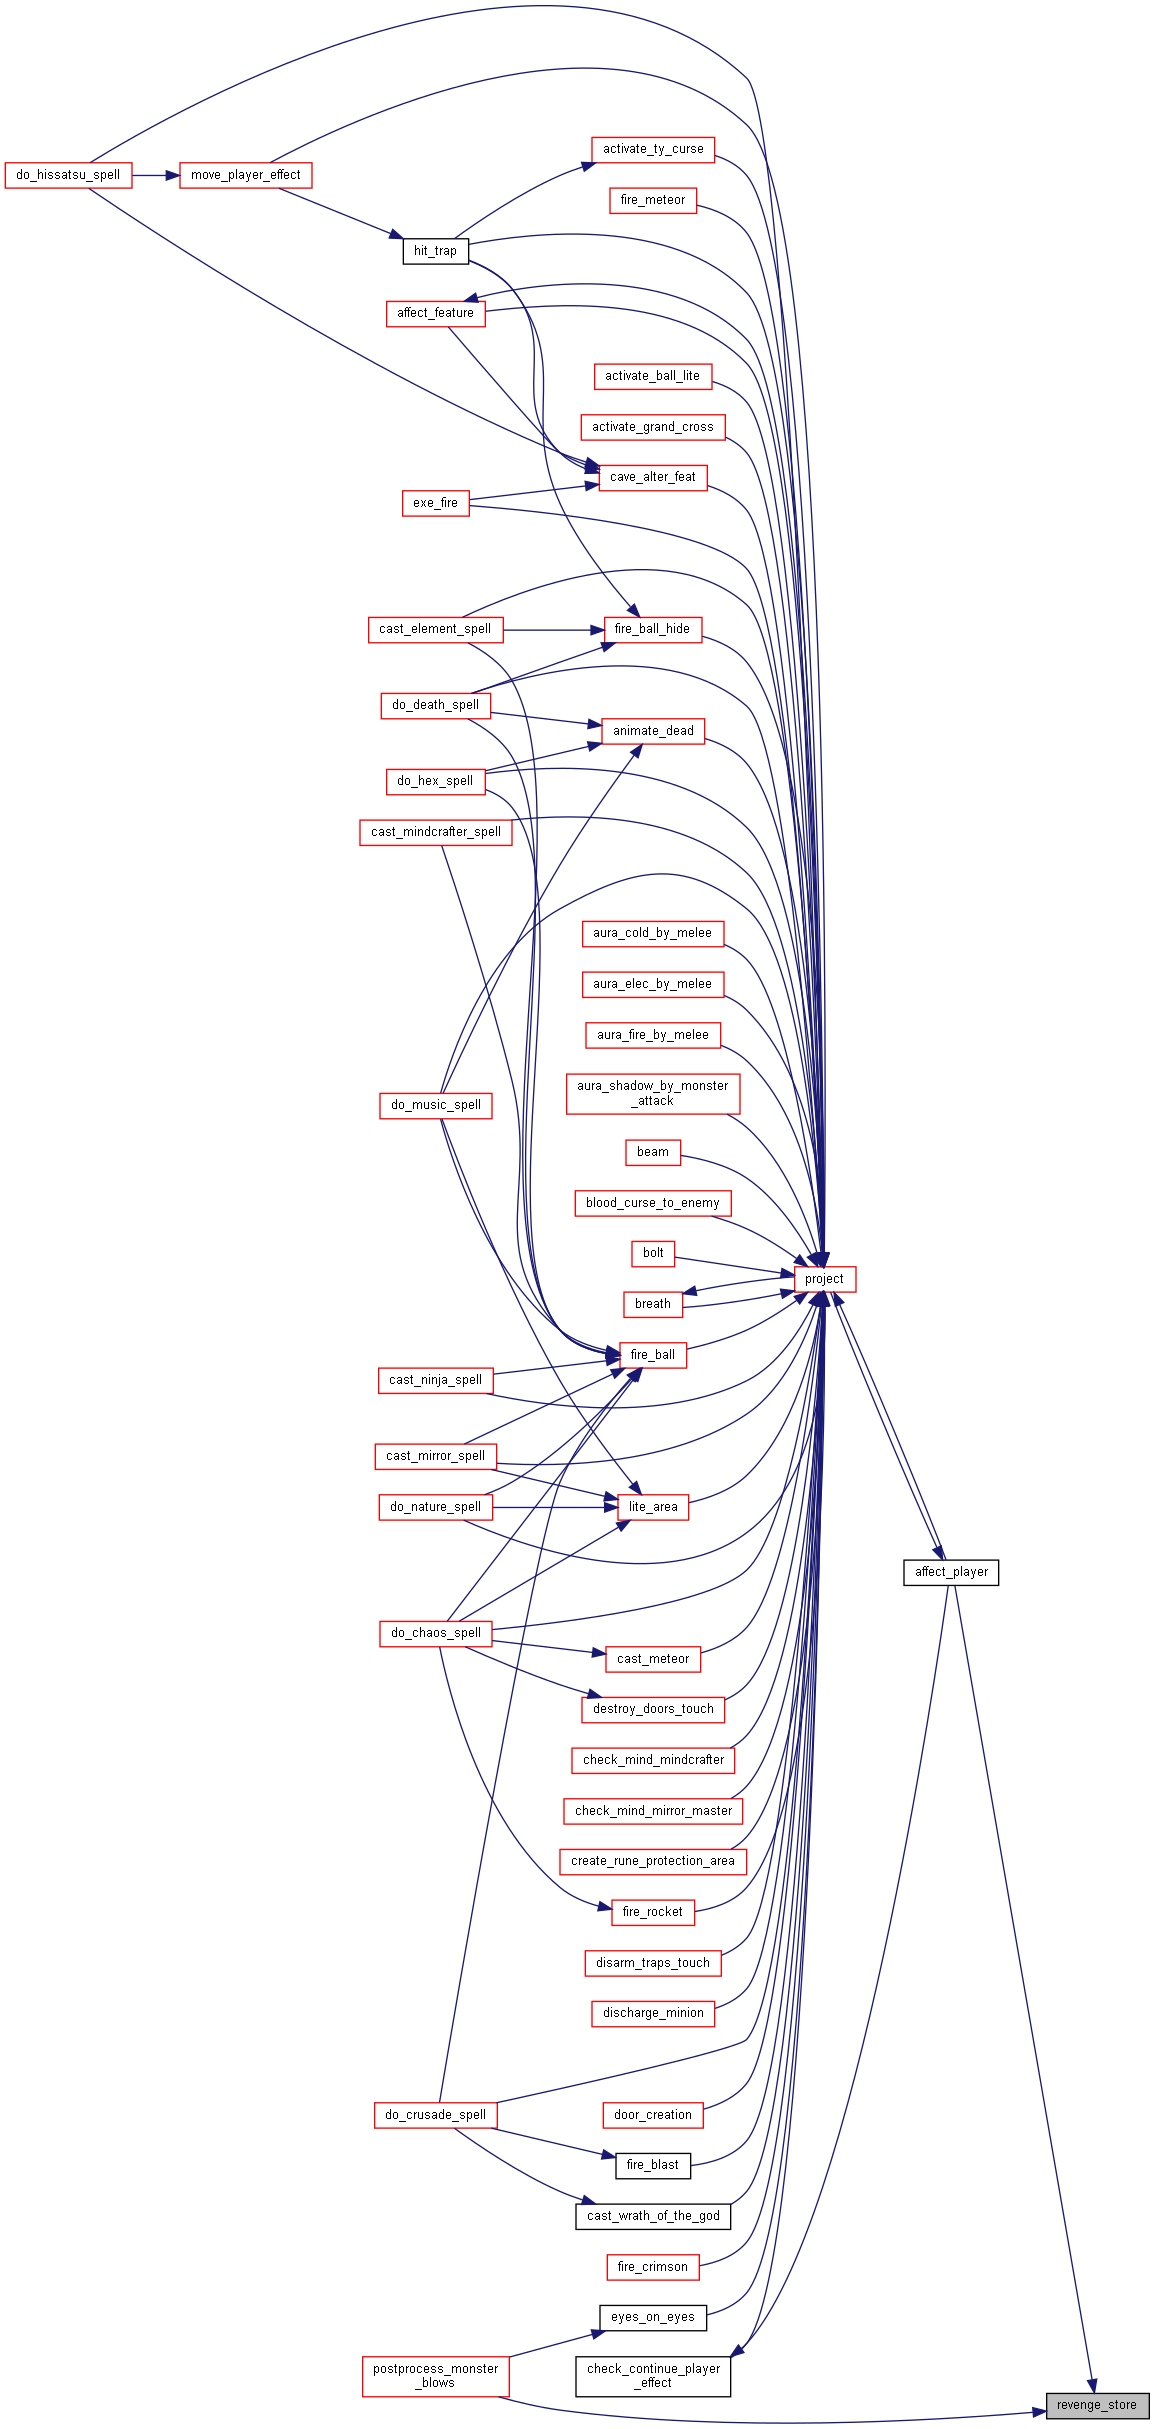 activate_ty_curse
do_hissatsu_spell
move_player_effect
fire_meteor
hit_trap
affect_feature
activate_ball_lite
activate_grand_cross
cave_alter_feat
exe_fire
cast_element_spell
fire_ball_hide
do_death_spell
animate_dead
do_hex_spell
cast_mindcrafter_spell
aura_cold_by_melee
aura_elec_by_melee
aura_fire_by_melee
aura_shadow_by_monster
_attack
do_music_spell
beam
blood_curse_to_enemy
bolt
project
breath
fire_ball
cast_ninja_spell
cast_mirror_spell
do_nature_spell
lite_area
affect_player
do_chaos_spell
cast_meteor
destroy_doors_touch
check_mind_mindcrafter
check_mind_mirror_master
create_rune_protection_area
fire_rocket
disarm_traps_touch
discharge_minion
do_crusade_spell
door_creation
fire_blast
cast_wrath_of_the_god
fire_crimson
eyes_on_eyes
postprocess_monster
_blows
check_continue_player
_effect
revenge_store